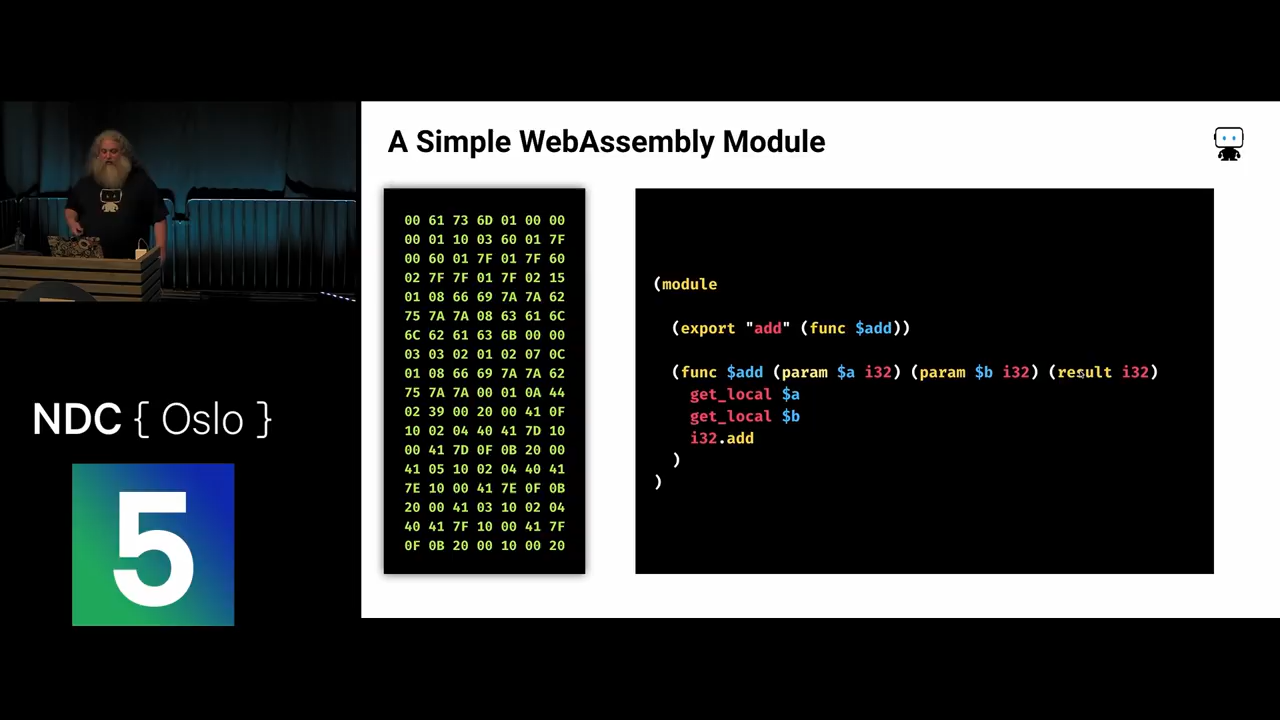 A Simple WebAssembly Module
00 61 73 6D 01 00 00
00 01 10 03 60 01 7F
00 60 01 7F 01 7F 60
02 7F 7F 01 7F 02 15
01 08 66 69 7A 7A 62
75 7A 7A 08 63 61 6C
6C 62 61 63 6B 00 00
03 03 02 01 02 07 0C
01 08 66 69 7A 7A 62
75 7A 7A 00 01 0A 44
02 39 00 20 00 41 0F
10 02 04 40 41 7D 10
00 41 7D 0F 0B 20 00
41 05 10 02 04 40 41
7E 10 00 41 7E 0F 0B
20 00 41 03 10 02 04
40 41 7F 10 00 41 7F
0F 0B 20 00 10 00 20
(module
(export "add" (func $add))
(func $add (param $a i32) (param $b i32) (result i32)
get_local $a
get_local $b
i32.add
)
)
NDC { Oslo }
5